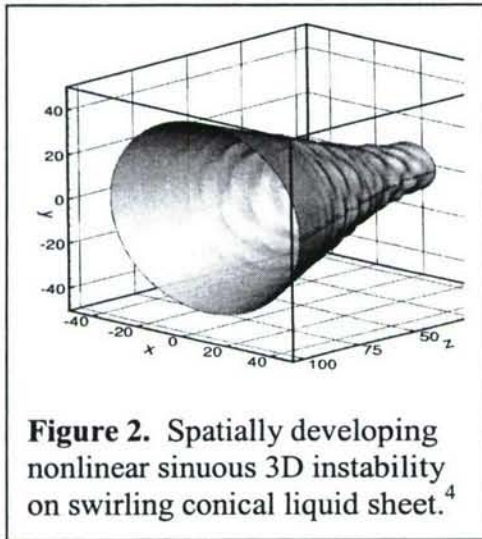 40
20
0
-20
-40
y
-40
-20
0
20
40
x
100
75
50
z
Figure 2. Spatially developing
nonlinear sinuous 3D instability
on swirling conical liquid sheet.4